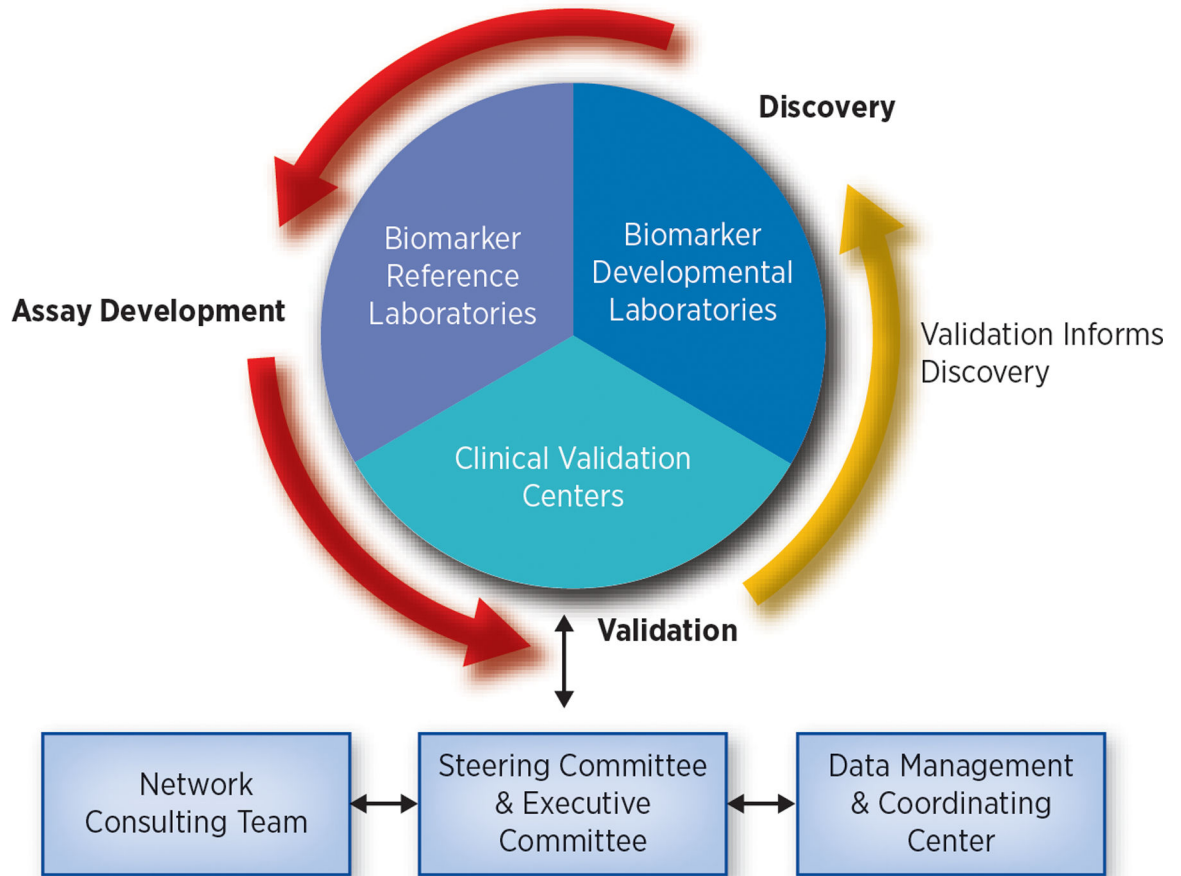 Discovery
Biomarker
Reference
Laboratories
Biomarker
Developmental
Laboratories
Assay Development
Validation Informs
Discovery
Clinical Validation
Centers
Validation
Network
Consulting Team
Steering Committee
& Executive
Committee
Data Management
& Coordinating
Center